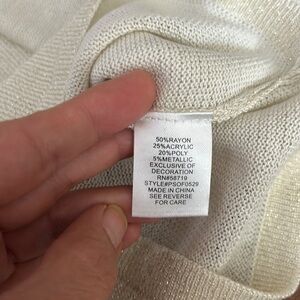 50%RAYON
25%ACRYLIC
20%POLY
5%METALLIC
EXCLUSIVE OF
DECORATION
RN#58719
STYLE#PSOF0529
MADE IN CHINA
SEE REVERSE
FOR CARE